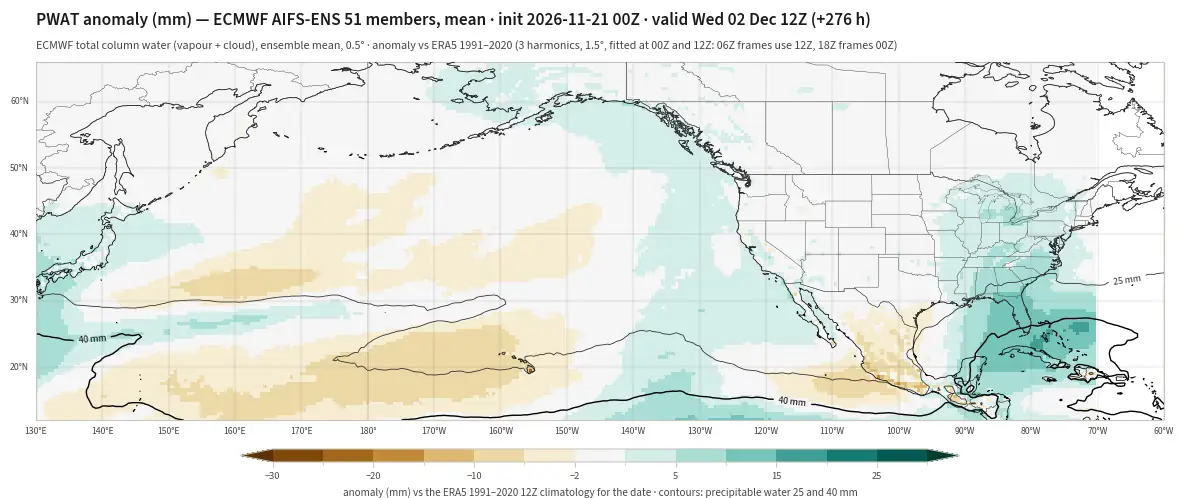 PWAT anomaly (mm) — ECMWF AIFS-ENS 51 members, mean · init 2026-11-21 00Z · valid Wed 02 Dec 12Z (+276 h)
ECMWF total column water (vapour + cloud), ensemble mean, 0.5° · anomaly vs ERA5 1991–2020 (3 harmonics, 1.5°, fitted at 00Z and 12Z: 06Z frames use 12Z, 18Z frames 00Z)
60°N
50°N
40°N
30°N
20°N
25 mm
40 mm
40 mm
130°E 140°E 150°E 160°E 170°E 180° 170°W 160°W 150°W 140°W 130°W 120°W 110°W 100°W 90°W 80°W 70°W 60°W
−30 −20 −10 −2 5 15 25
anomaly (mm) vs the ERA5 1991–2020 12Z climatology for the date · contours: precipitable water 25 and 40 mm